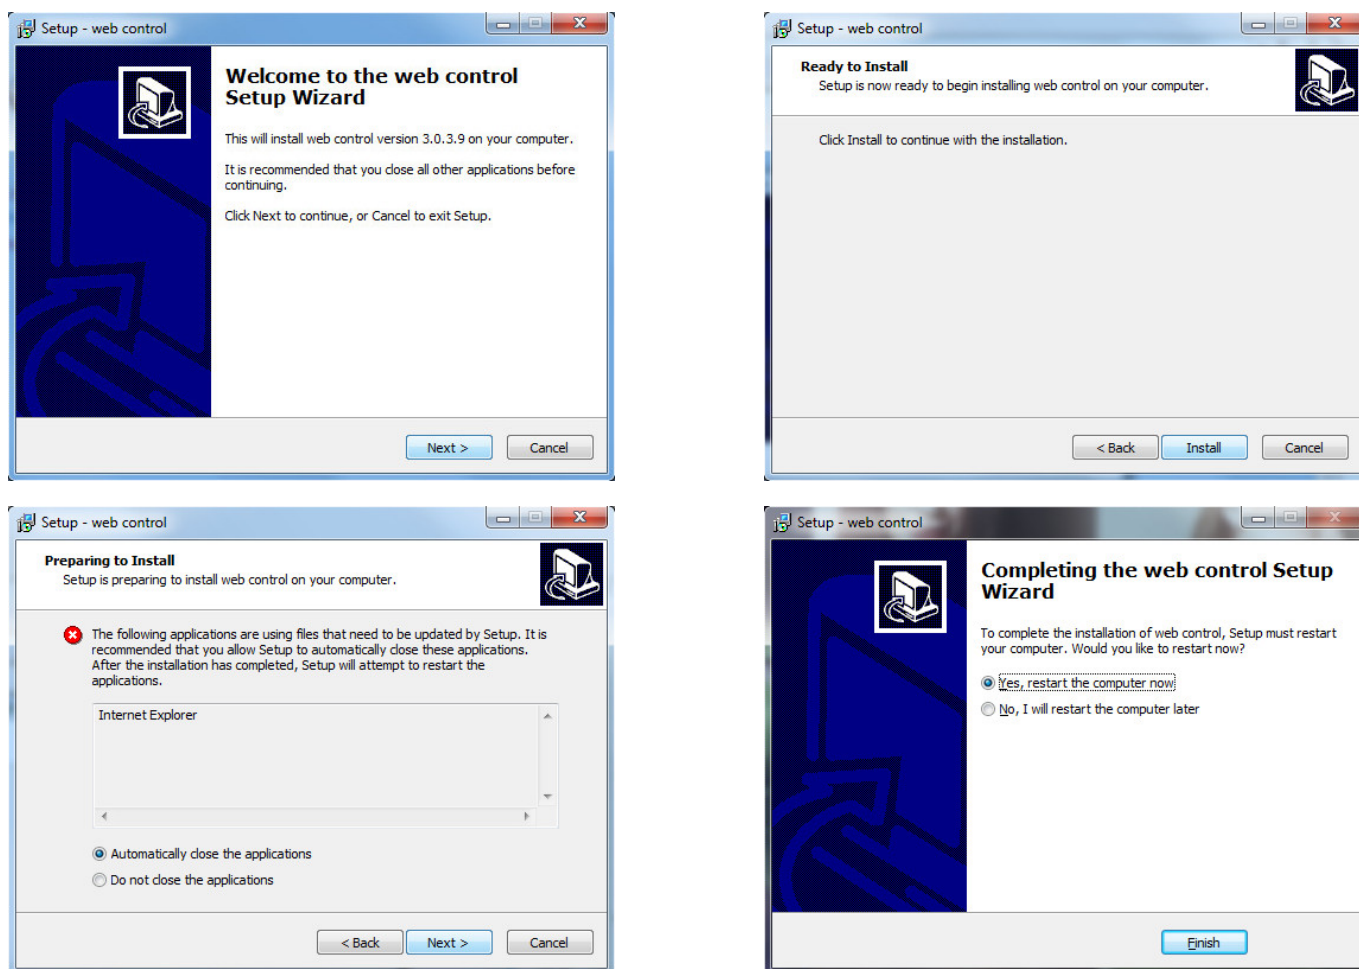 Setup - web control
Welcome to the web control
Setup Wizard
This will install web control version 3.0.3.9 on your computer.
It is recommended that you close all other applications before
continuing.
Click Next to continue, or Cancel to exit Setup.
Next >
Cancel
Setup - web control
Ready to Install
Setup is now ready to begin installing web control on your computer.
Click Install to continue with the installation.
< Back
Install
Cancel
Setup - web control
Preparing to Install
Setup is preparing to install web control on your computer.
The following applications are using files that need to be updated by Setup. It is
recommended that you allow Setup to automatically close these applications.
After the installation has completed, Setup will attempt to restart the
applications.
Internet Explorer
Automatically close the applications
Do not close the applications
< Back
Next >
Cancel
Setup - web control
Completing the web control Setup
Wizard
To complete the installation of web control, Setup must restart
your computer. Would you like to restart now?
Yes, restart the computer now
No, I will restart the computer later
Finish